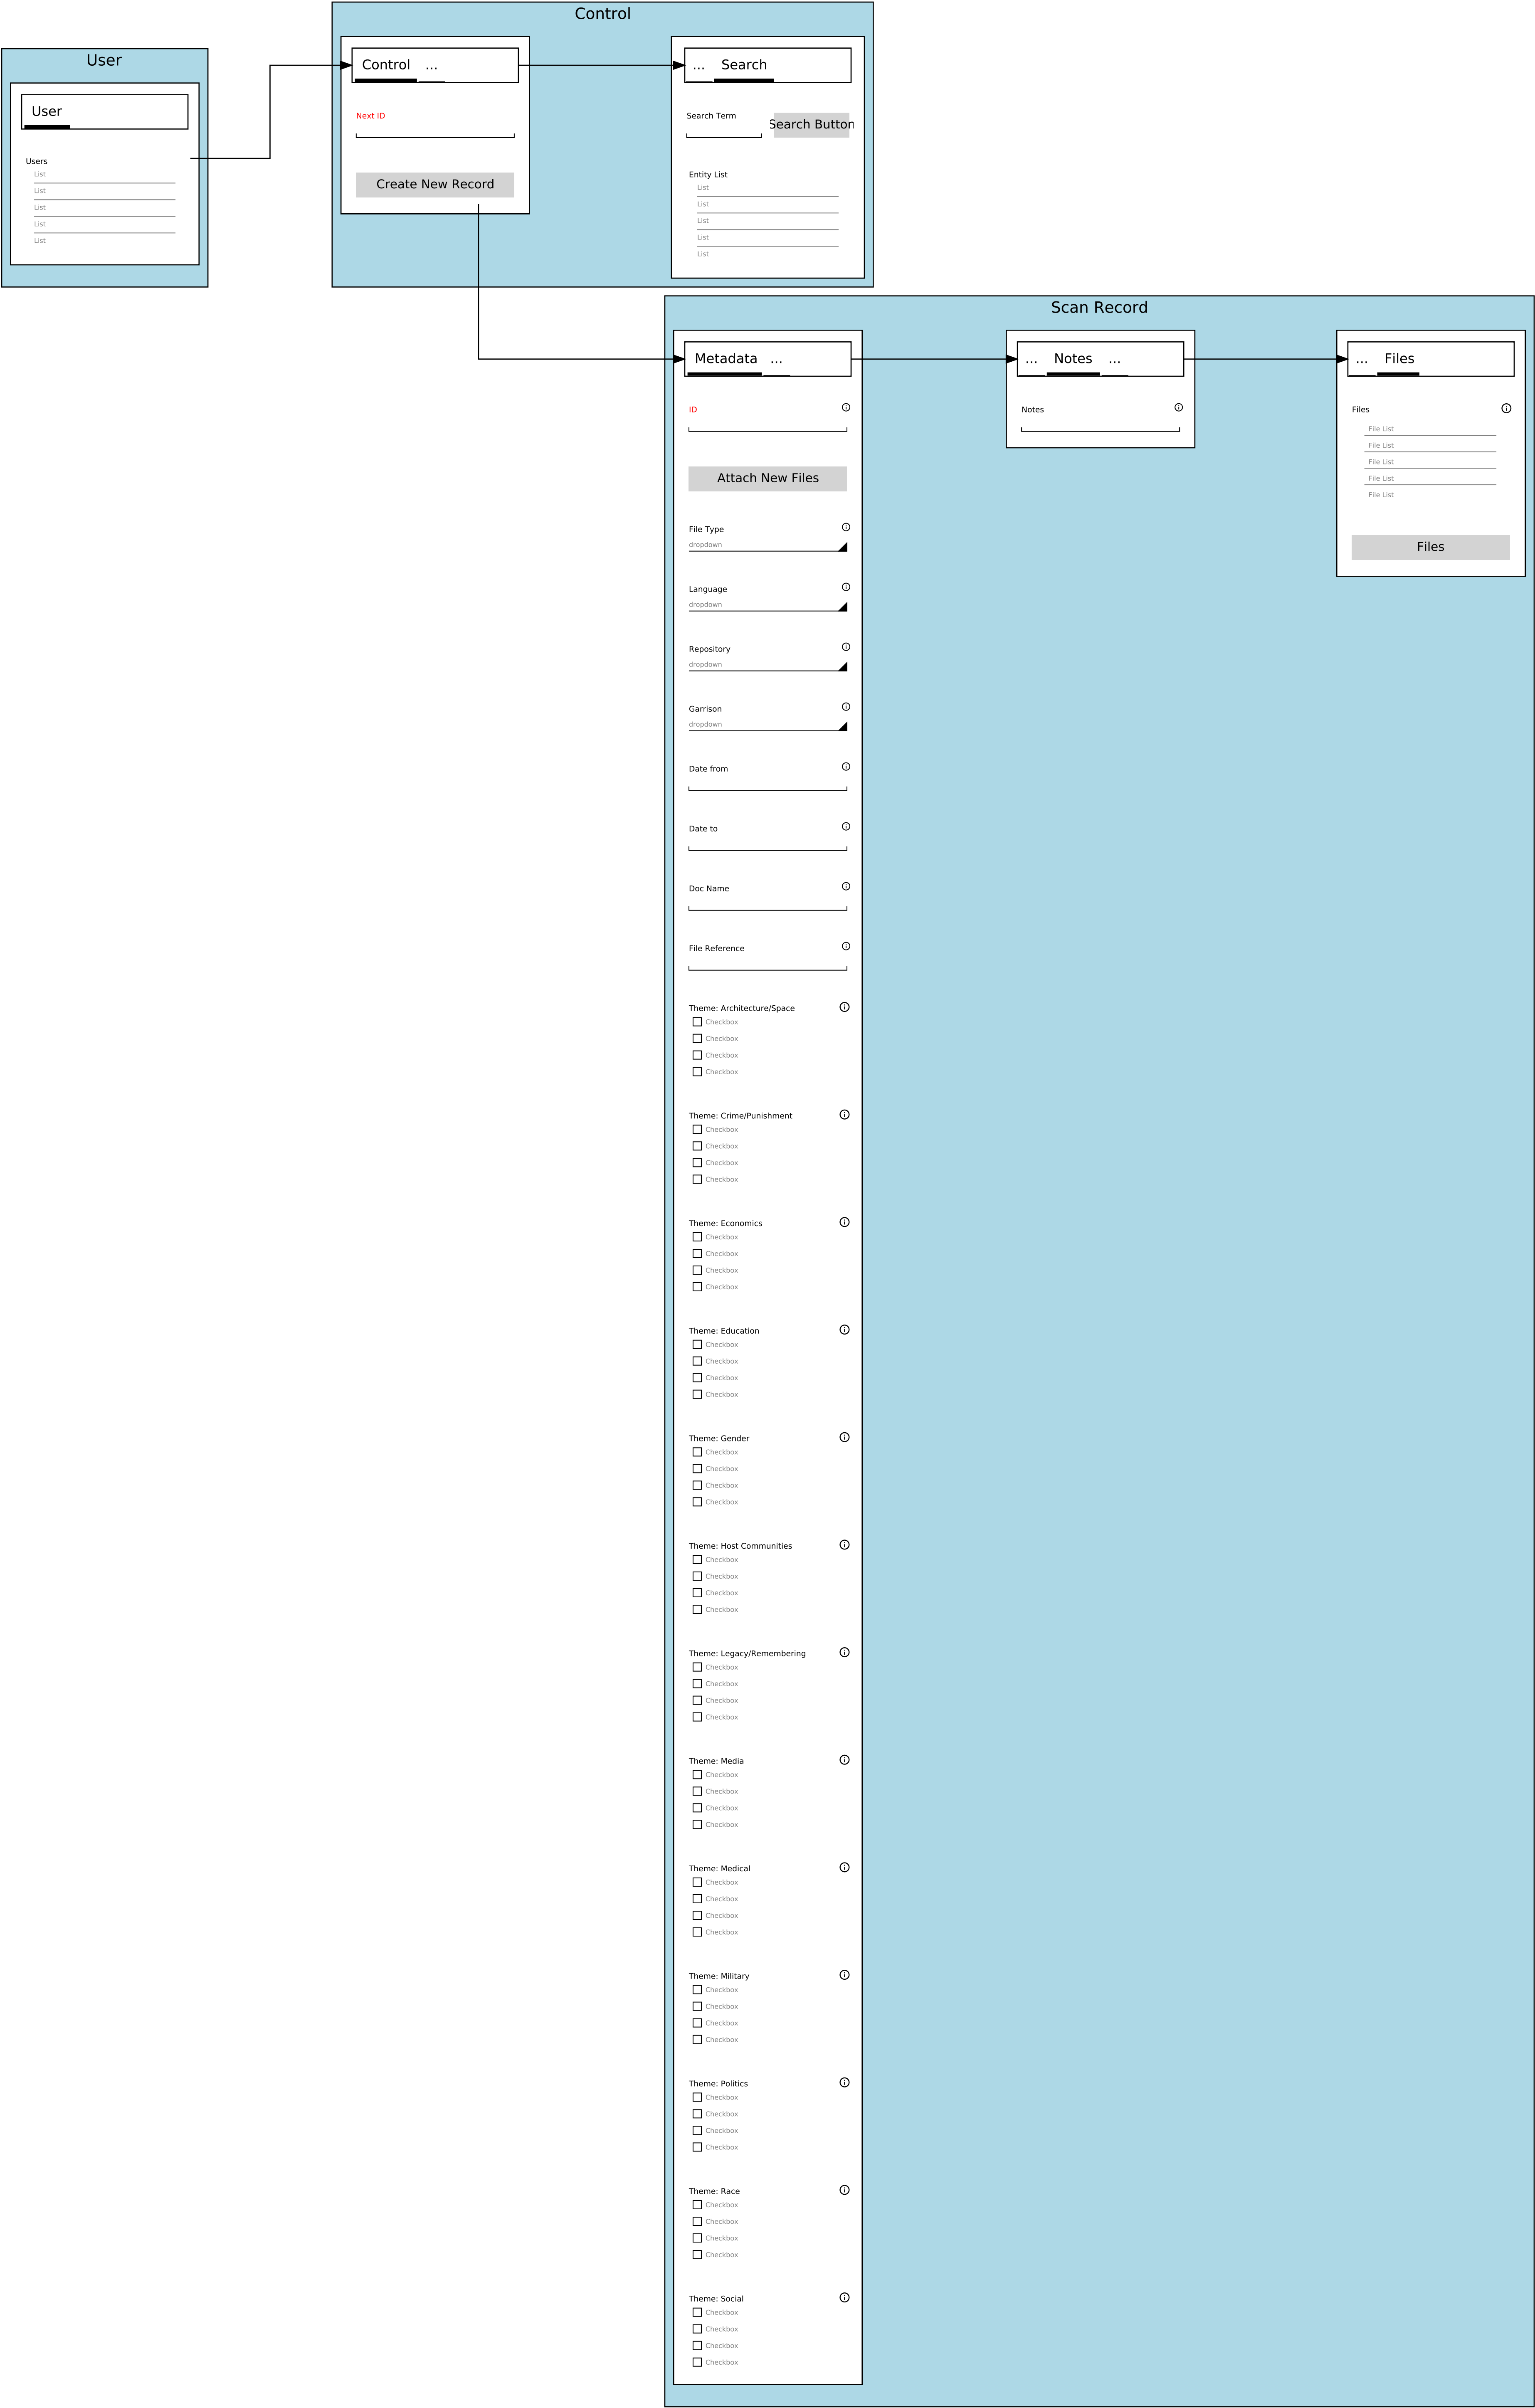 Control
User
Control ...
... Search
User
Next ID
Search Term
Search Button
Users
List
List
List
List
List
Create New Record
Entity List
List
List
List
List
List
Scan Record
Metadata ...
... Notes ...
... Files
ID
Notes
Files
File List
File List
File List
File List
File List
Files
Attach New Files
File Type
dropdown
Language
dropdown
Repository
dropdown
Garrison
dropdown
Date from
Date to
Doc Name
File Reference
Theme: Architecture/Space
Checkbox
Checkbox
Checkbox
Checkbox
Theme: Crime/Punishment
Checkbox
Checkbox
Checkbox
Checkbox
Theme: Economics
Checkbox
Checkbox
Checkbox
Checkbox
Theme: Education
Checkbox
Checkbox
Checkbox
Checkbox
Theme: Gender
Checkbox
Checkbox
Checkbox
Checkbox
Theme: Host Communities
Checkbox
Checkbox
Checkbox
Checkbox
Theme: Legacy/Remembering
Checkbox
Checkbox
Checkbox
Checkbox
Theme: Media
Checkbox
Checkbox
Checkbox
Checkbox
Theme: Medical
Checkbox
Checkbox
Checkbox
Checkbox
Theme: Military
Checkbox
Checkbox
Checkbox
Checkbox
Theme: Politics
Checkbox
Checkbox
Checkbox
Checkbox
Theme: Race
Checkbox
Checkbox
Checkbox
Checkbox
Theme: Social
Checkbox
Checkbox
Checkbox
Checkbox